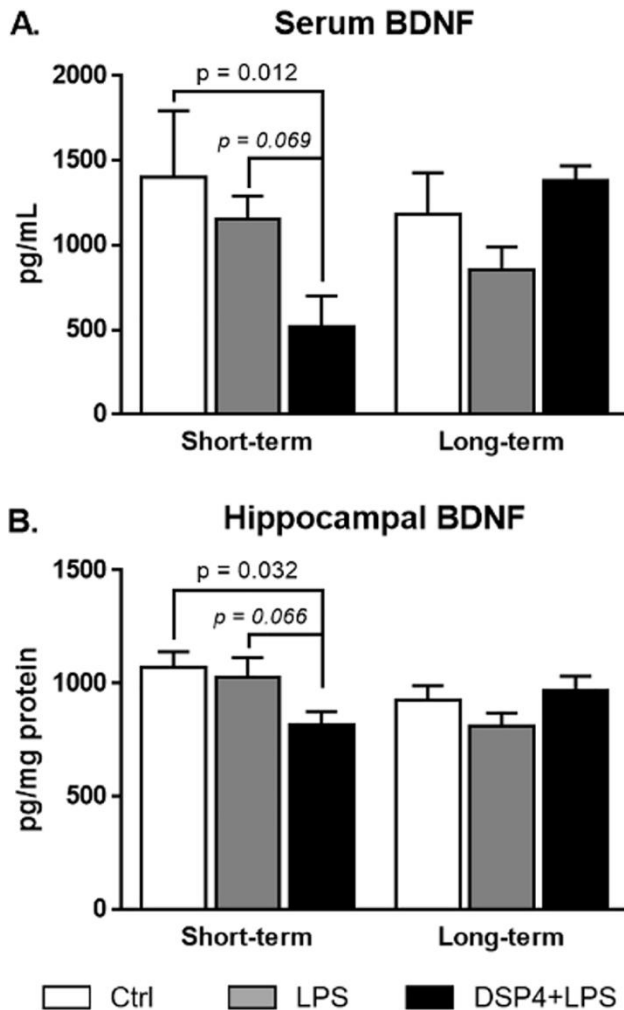 A. Serum BDNF
2000
p = 0.012
p = 0.069
1500
1000
500
0
pg/mL
Short-term Long-term
B. Hippocampal BDNF
1500
p = 0.032
p = 0.066
1000
500
0
pg/mg protein
Short-term Long-term
Ctrl LPS DSP4+LPS